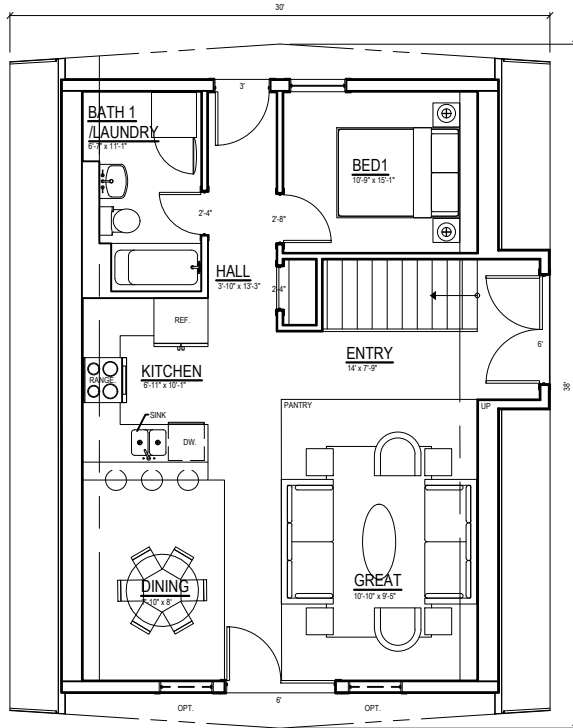 30'
3'
BATH 1
/LAUNDRY
6'-7" x 11'-1"
BED1
10'-9" x 15'-1"
2'-4"
2'-8"
HALL
3'-10" x 13'-3"
2'-4"
REF.
ENTRY
14' x 7'-9"
6'
KITCHEN
6'-11" x 10'-1"
RANGE
38'
PANTRY
UP
SINK
DW.
DINING
GREAT
10'-10" x 9'-5"
OPT.
6'
OPT.